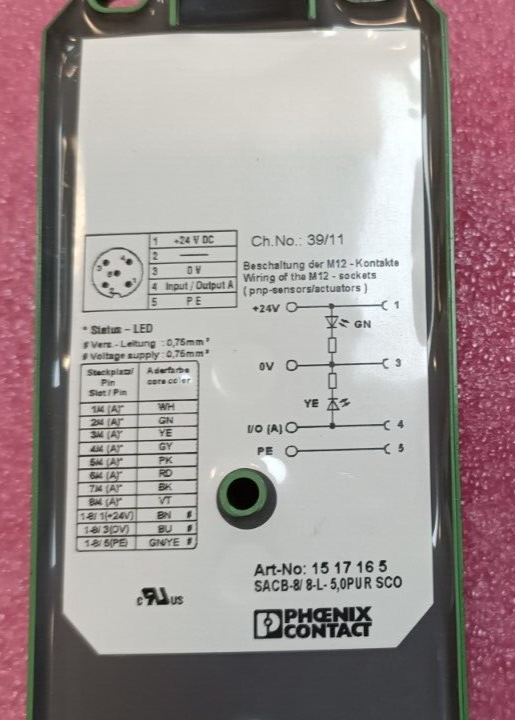 1 +24 V DC
2 ——
3 0 V
4 Input / Output A
5 P E
Ch.No.: 39/11
Beschaltung der M12 - Kontakte
Wiring of the M12 - sockets
( pnp-sensors/actuators )
+24V 1
GN
0V 3
YE
I/O (A) 4
PE 5
* Status - LED
# Vers.- Leitung : 0,75mm²
# Voltage supply : 0,75mm²
Steckplatz/ Aderfarbe
Pin core color
Slot / Pin
1/4 (A)* WH
2/4 (A)* GN
3/4 (A)* YE
4/4 (A)* GY
5/4 (A)* PK
6/4 (A)* RD
7/4 (A)* BK
8/4 (A)* VT
1-8/ 1(+24V) BN #
1-8/ 3(0V) BU #
1-8/ 5(PE) GN/YE #
Art-No: 15 17 16 5
SACB-8/ 8-L- 5,0PUR SCO
c RU us
PHŒNIX
CONTACT